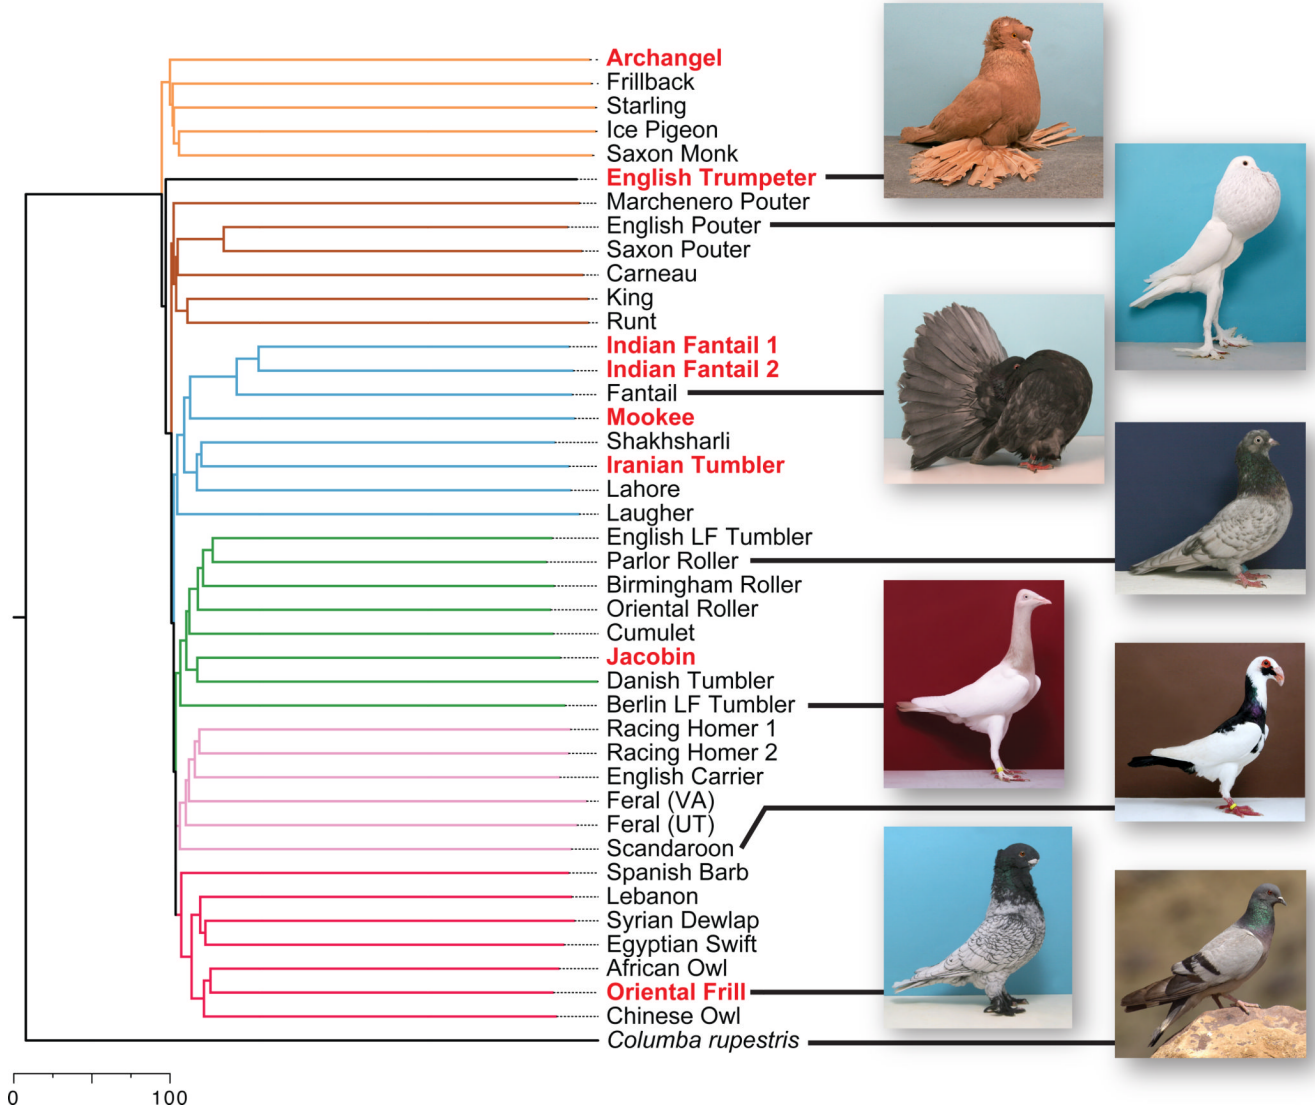 Archangel
Frillback
Starling
Ice Pigeon
Saxon Monk
English Trumpeter
Marchenero Pouter
English Pouter
Saxon Pouter
Carneau
King
Runt
Indian Fantail 1
Indian Fantail 2
Fantail
Mookee
Shakhsharli
Iranian Tumbler
Lahore
Laugher
English LF Tumbler
Parlor Roller
Birmingham Roller
Oriental Roller
Cumulet
Jacobin
Danish Tumbler
Berlin LF Tumbler
Racing Homer 1
Racing Homer 2
English Carrier
Feral (VA)
Feral (UT)
Scandaroon
Spanish Barb
Lebanon
Syrian Dewlap
Egyptian Swift
African Owl
Oriental Frill
Chinese Owl
Columba rupestris
0 100